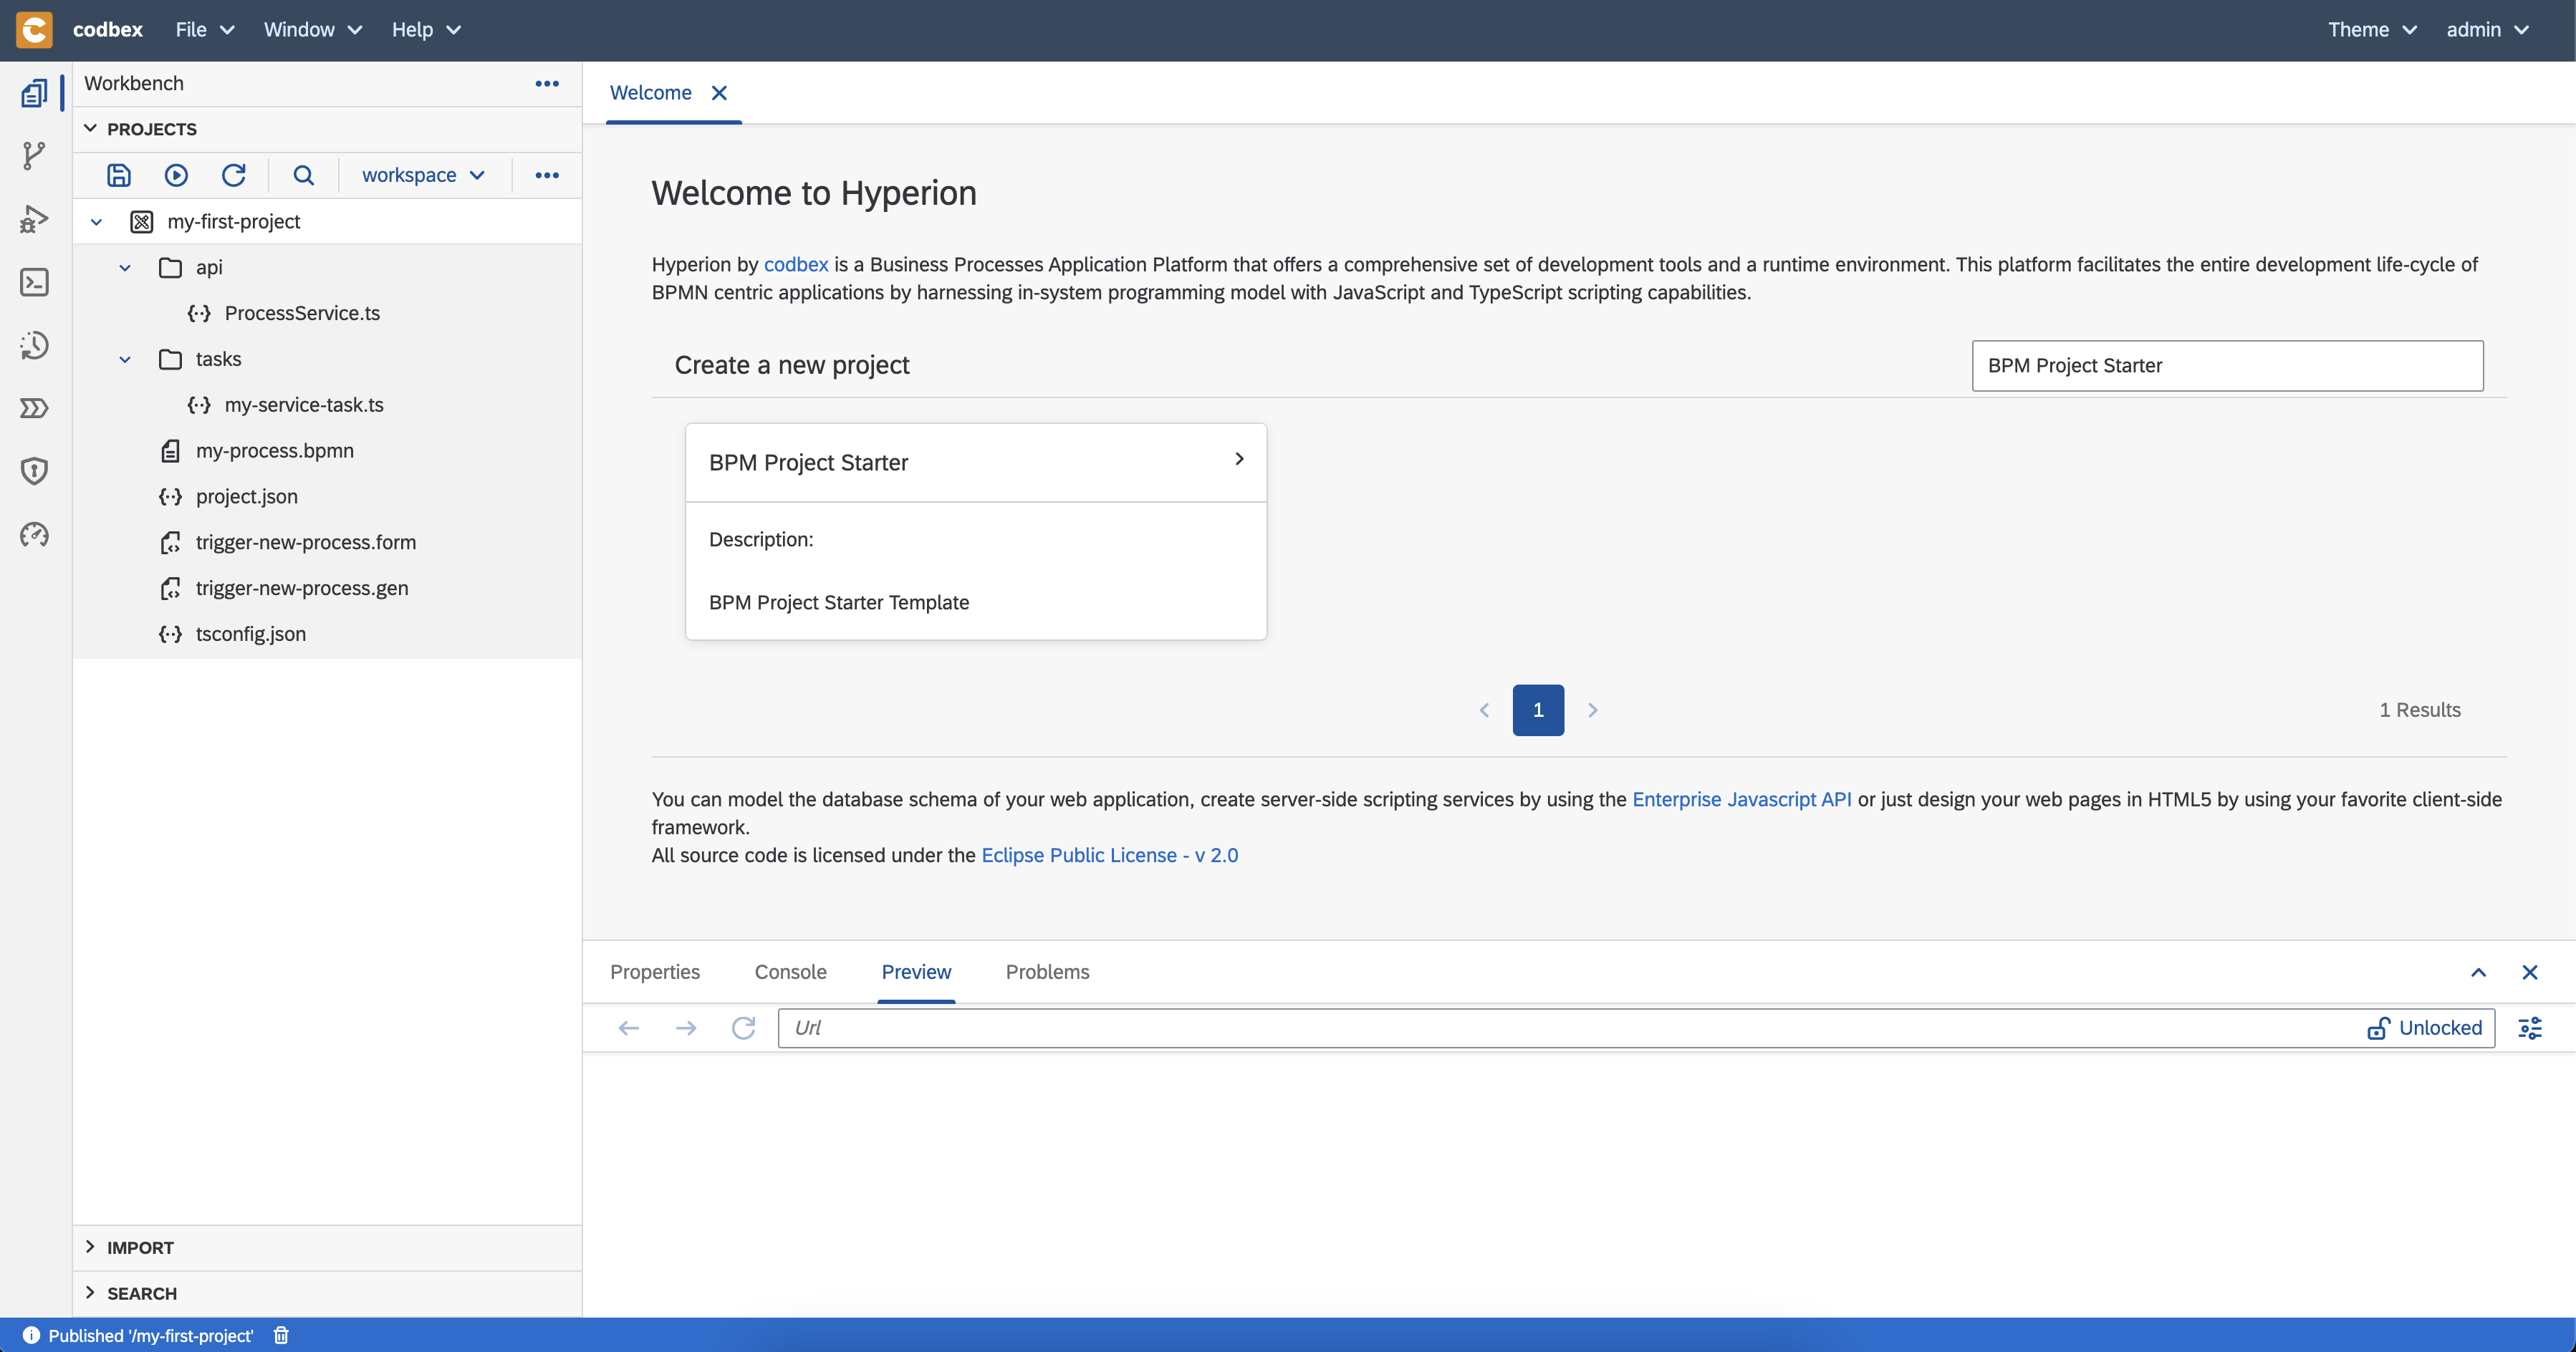 codbex File Window Help Theme admin
Workbench
PROJECTS
workspace
my-first-project
api
ProcessService.ts
tasks
my-service-task.ts
my-process.bpmn
project.json
trigger-new-process.form
trigger-new-process.gen
tsconfig.json
IMPORT
SEARCH
Welcome
Welcome to Hyperion
Hyperion by codbex is a Business Processes Application Platform that offers a comprehensive set of development tools and a runtime environment. This platform facilitates the entire development life-cycle of
BPMN centric applications by harnessing in-system programming model with JavaScript and TypeScript scripting capabilities.
Create a new project
BPM Project Starter
BPM Project Starter
Description:
BPM Project Starter Template
1
1 Results
You can model the database schema of your web application, create server-side scripting services by using the Enterprise Javascript API or just design your web pages in HTML5 by using your favorite client-side
framework.
All source code is licensed under the Eclipse Public License - v 2.0
Properties Console Preview Problems
Url Unlocked
Published '/my-first-project'